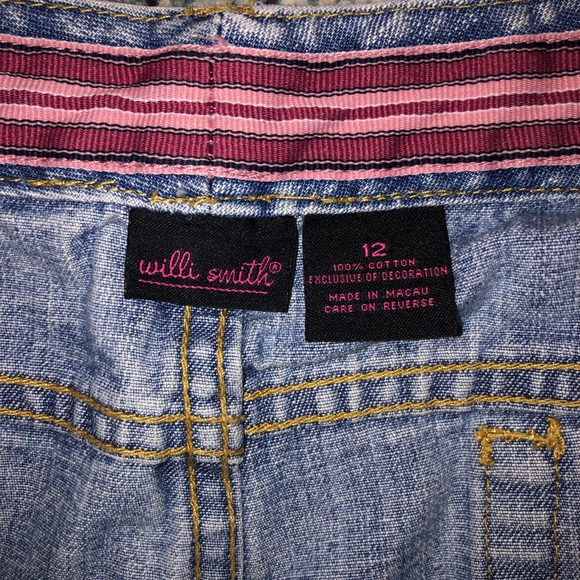 willi smith®
12
100% COTTON
EXCLUSIVE OF DECORATION
MADE IN MACAU
CARE ON REVERSE